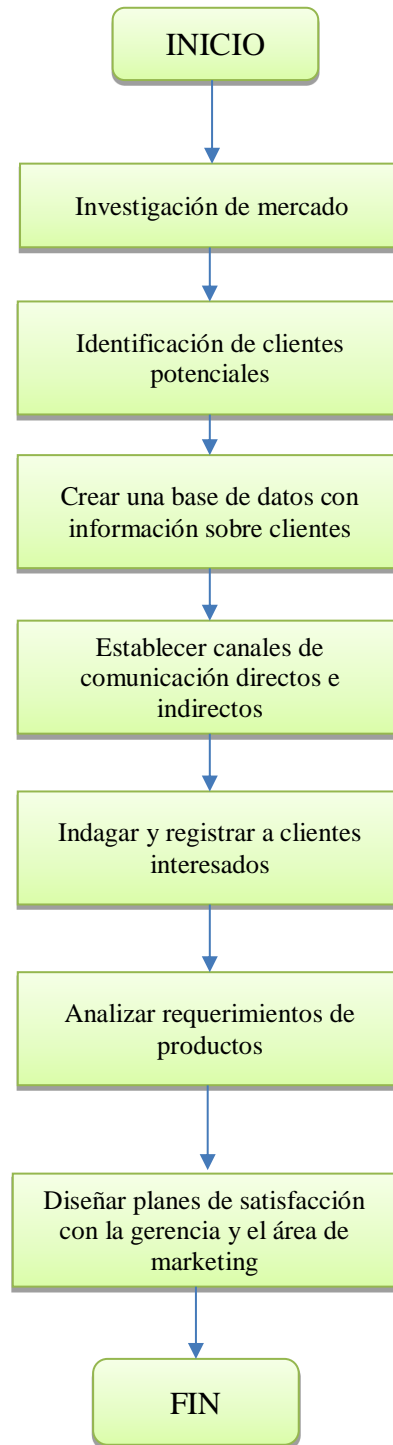 INICIO
Investigación de mercado
Identificación de clientes
potenciales
Crear una base de datos con
información sobre clientes
Establecer canales de
comunicación directos e
indirectos
Indagar y registrar a clientes
interesados
Analizar requerimientos de
productos
Diseñar planes de satisfacción
con la gerencia y el área de
marketing
FIN